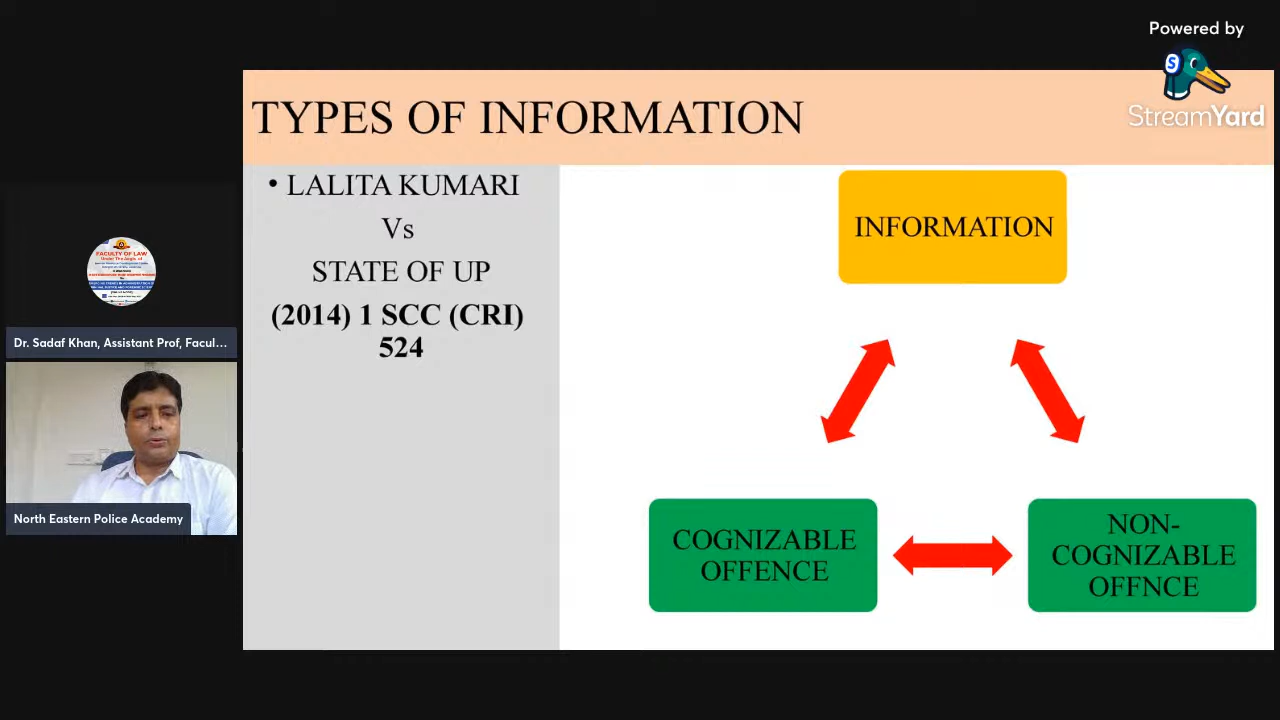 Powered by
StreamYard
TYPES OF INFORMATION
• LALITA KUMARI
Vs
STATE OF UP
(2014) 1 SCC (CRI)
524
INFORMATION
COGNIZABLE
OFFENCE
NON-
COGNIZABLE
OFFNCE
FACULTY OF LAW
Dr. Sadaf Khan, Assistant Prof, Facul...
North Eastern Police Academy